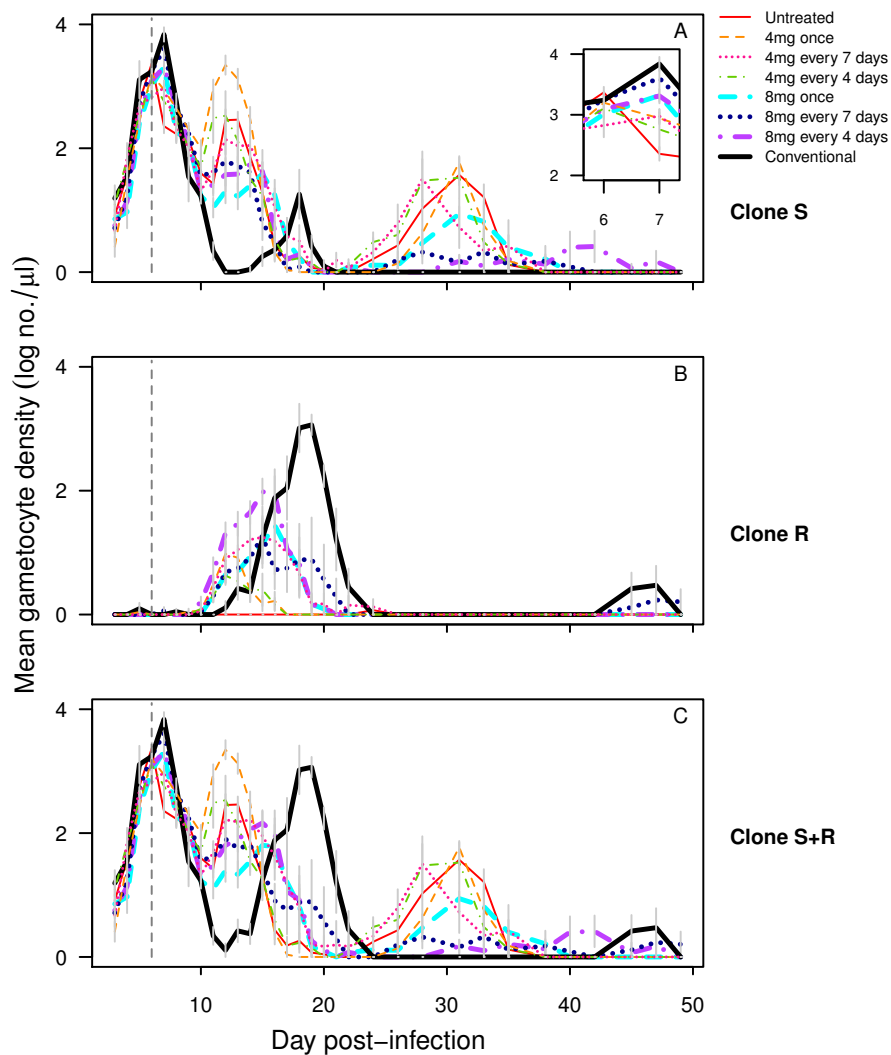 A
Untreated
4mg once
4mg every 7 days
4mg every 4 days
8mg once
8mg every 7 days
8mg every 4 days
Conventional
4
2
0
4
3
2
6
7
Clone S
B
4
2
0
Clone R
C
4
2
0
Clone S+R
10
20
30
40
50
Mean gametocyte density (log no./µl)
Day post−infection